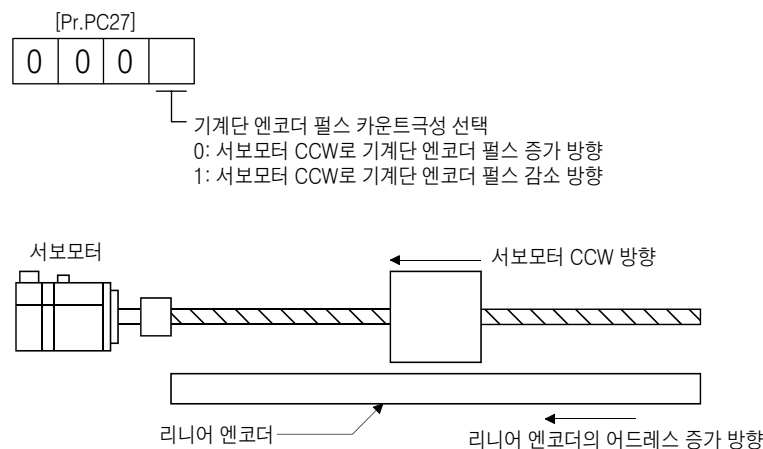 [Pr.PC27]
0 0 0
기계단 엔코더 펄스 카운트극성 선택
0: 서보모터 CCW로 기계단 엔코더 펄스 증가 방향
1: 서보모터 CCW로 기계단 엔코더 펄스 감소 방향
서보모터
서보모터 CCW 방향
리니어 엔코더
리니어 엔코더의 어드레스 증가 방향